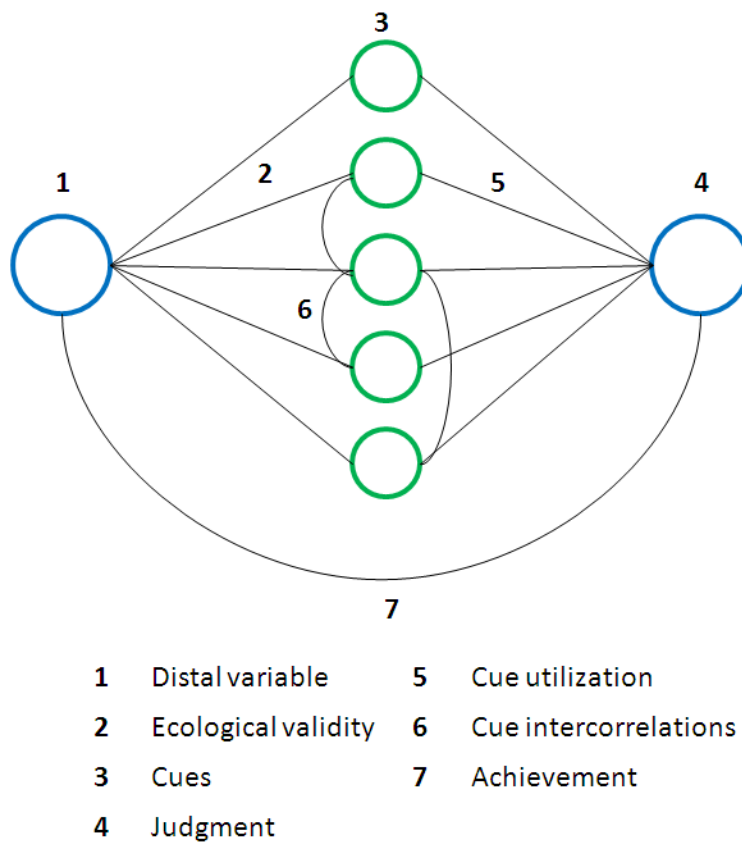 3
1
2
5
4
6
7
1 Distal variable 5 Cue utilization
2 Ecological validity 6 Cue intercorrelations
3 Cues 7 Achievement
4 Judgment